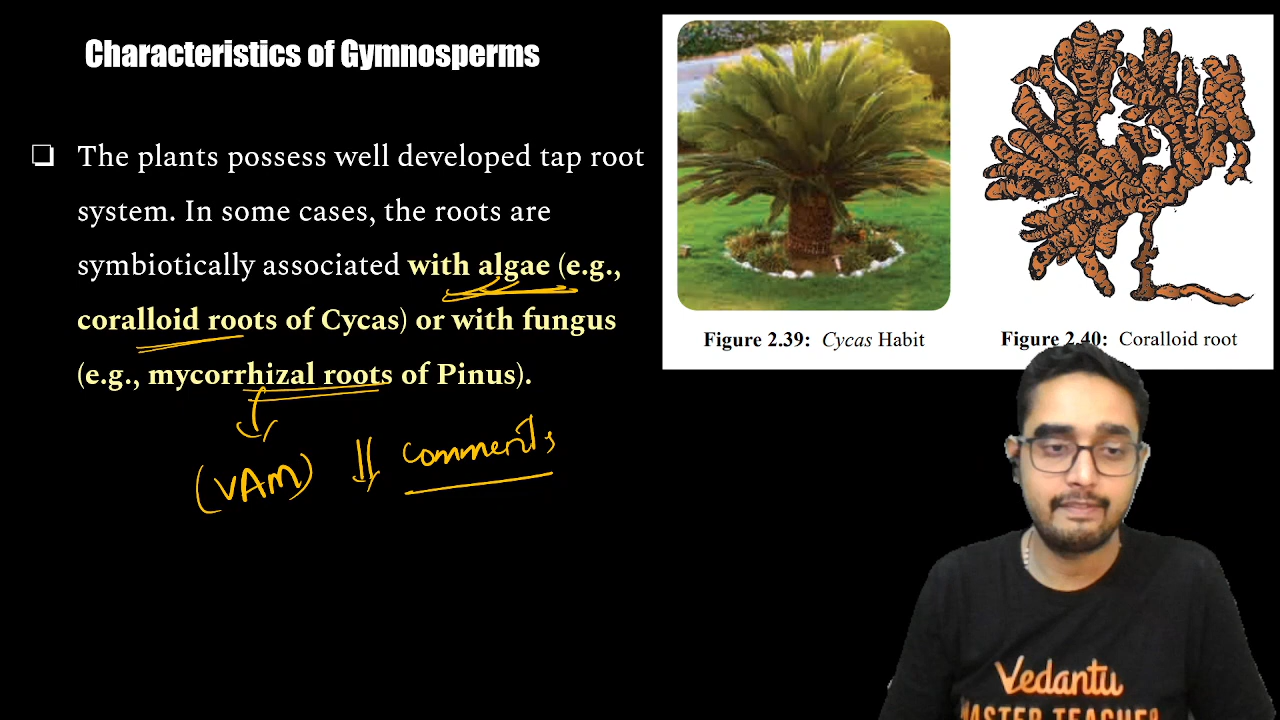 Characteristics of Gymnosperms
❑ The plants possess well developed tap root
system. In some cases, the roots are
symbiotically associated with algae (e.g.,
coralloid roots of Cycas) or with fungus
(e.g., mycorrhizal roots of Pinus).
(VAM) comments
Figure 2.39: Cycas Habit
Figure 2.40: Coralloid root
Vedantu
MASTER TEACHER